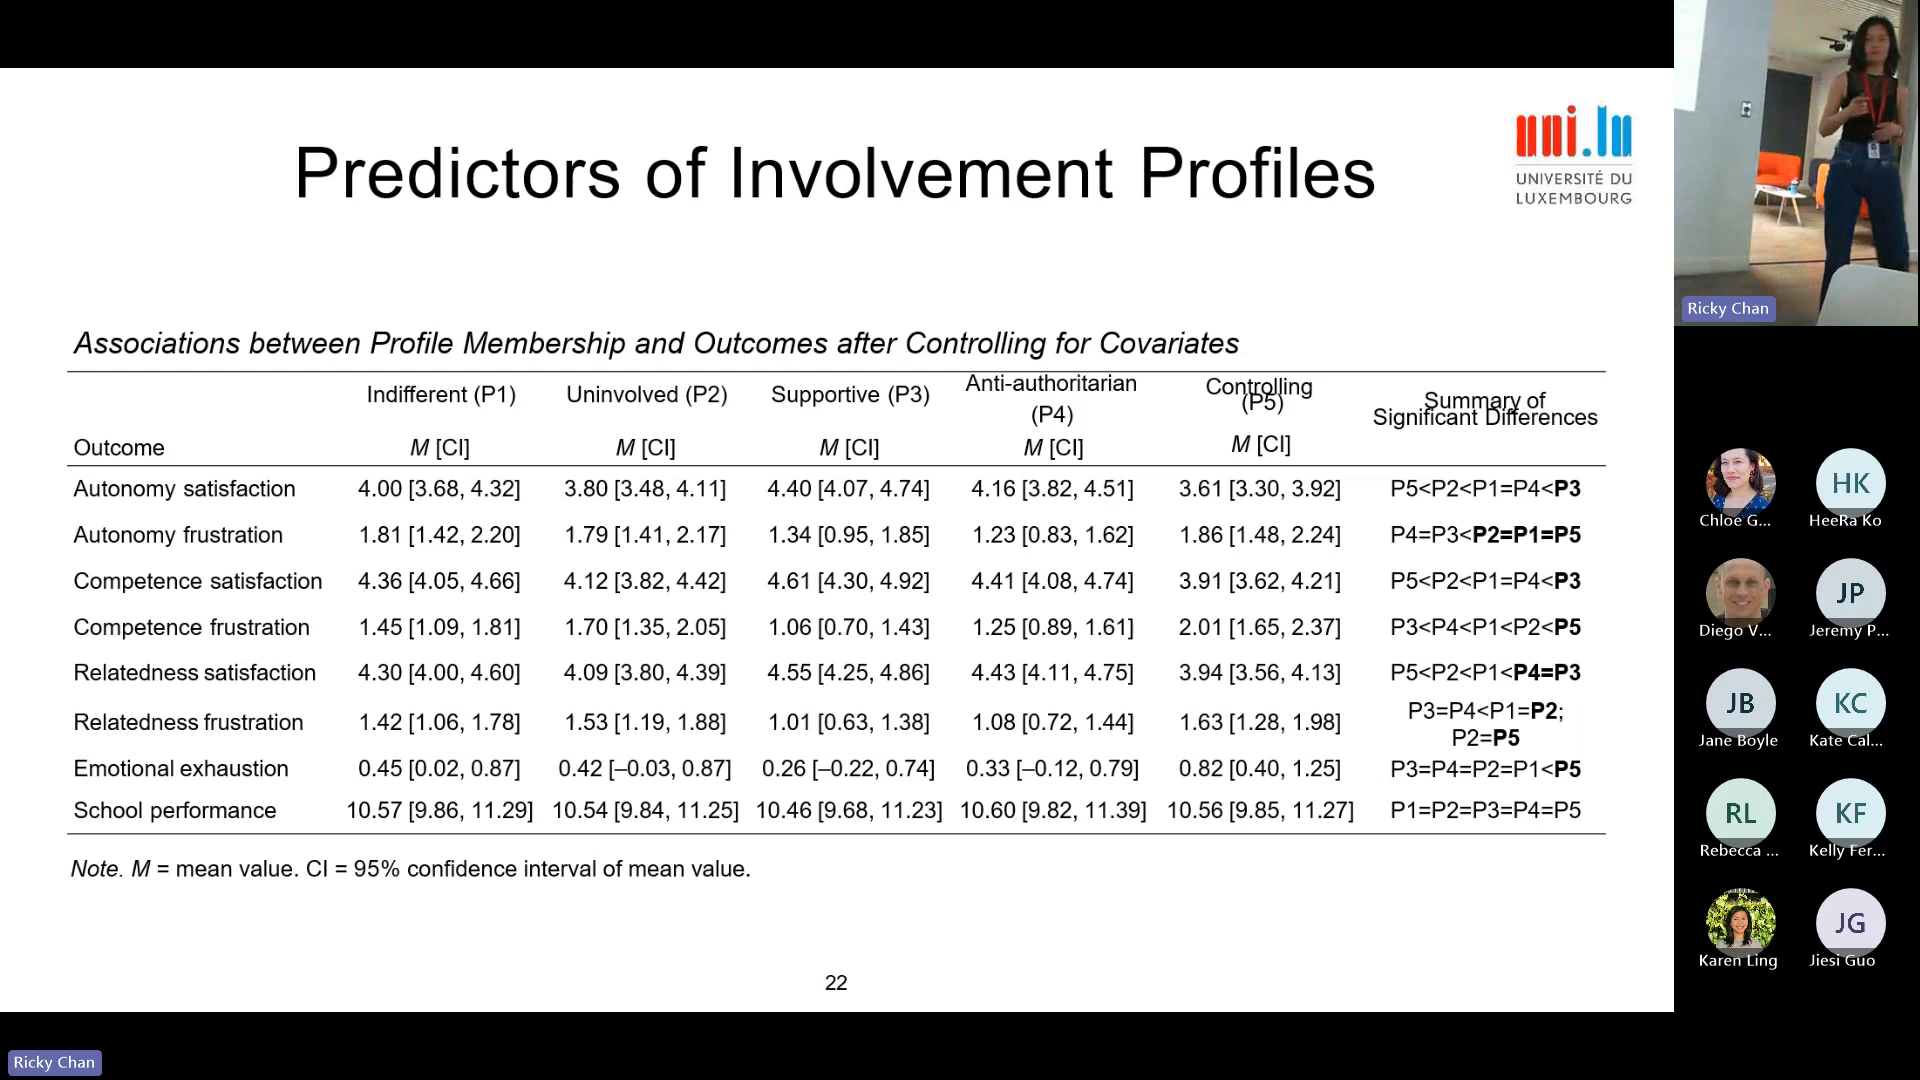 Predictors of Involvement Profiles
uni.lu
UNIVERSITÉ DU
LUXEMBOURG
Associations between Profile Membership and Outcomes after Controlling for Covariates
Outcome Indifferent (P1) M [CI] Uninvolved (P2) M [CI] Supportive (P3) M [CI] Anti-authoritarian (P4) M [CI] Controlling (P5) M [CI] Summary of Significant Differences
Autonomy satisfaction 4.00 [3.68, 4.32] 3.80 [3.48, 4.11] 4.40 [4.07, 4.74] 4.16 [3.82, 4.51] 3.61 [3.30, 3.92] P5<P2<P1=P4<P3
Autonomy frustration 1.81 [1.42, 2.20] 1.79 [1.41, 2.17] 1.34 [0.95, 1.85] 1.23 [0.83, 1.62] 1.86 [1.48, 2.24] P4=P3<P2=P1=P5
Competence satisfaction 4.36 [4.05, 4.66] 4.12 [3.82, 4.42] 4.61 [4.30, 4.92] 4.41 [4.08, 4.74] 3.91 [3.62, 4.21] P5<P2<P1=P4<P3
Competence frustration 1.45 [1.09, 1.81] 1.70 [1.35, 2.05] 1.06 [0.70, 1.43] 1.25 [0.89, 1.61] 2.01 [1.65, 2.37] P3<P4<P1<P2<P5
Relatedness satisfaction 4.30 [4.00, 4.60] 4.09 [3.80, 4.39] 4.55 [4.25, 4.86] 4.43 [4.11, 4.75] 3.94 [3.56, 4.13] P5<P2<P1<P4=P3
Relatedness frustration 1.42 [1.06, 1.78] 1.53 [1.19, 1.88] 1.01 [0.63, 1.38] 1.08 [0.72, 1.44] 1.63 [1.28, 1.98] P3=P4<P1=P2; P2=P5
Emotional exhaustion 0.45 [0.02, 0.87] 0.42 [–0.03, 0.87] 0.26 [–0.22, 0.74] 0.33 [–0.12, 0.79] 0.82 [0.40, 1.25] P3=P4=P2=P1<P5
School performance 10.57 [9.86, 11.29] 10.54 [9.84, 11.25] 10.46 [9.68, 11.23] 10.60 [9.82, 11.39] 10.56 [9.85, 11.27] P1=P2=P3=P4=P5
Note. M = mean value. CI = 95% confidence interval of mean value.
22
Ricky Chan
Ricky Chan
Chloe G...
HK
HeeRa Ko
Diego V...
JP
Jeremy P...
JB
Jane Boyle
KC
Kate Cal...
RL
Rebecca ...
KF
Kelly Fer...
Karen Ling
JG
Jiesi Guo